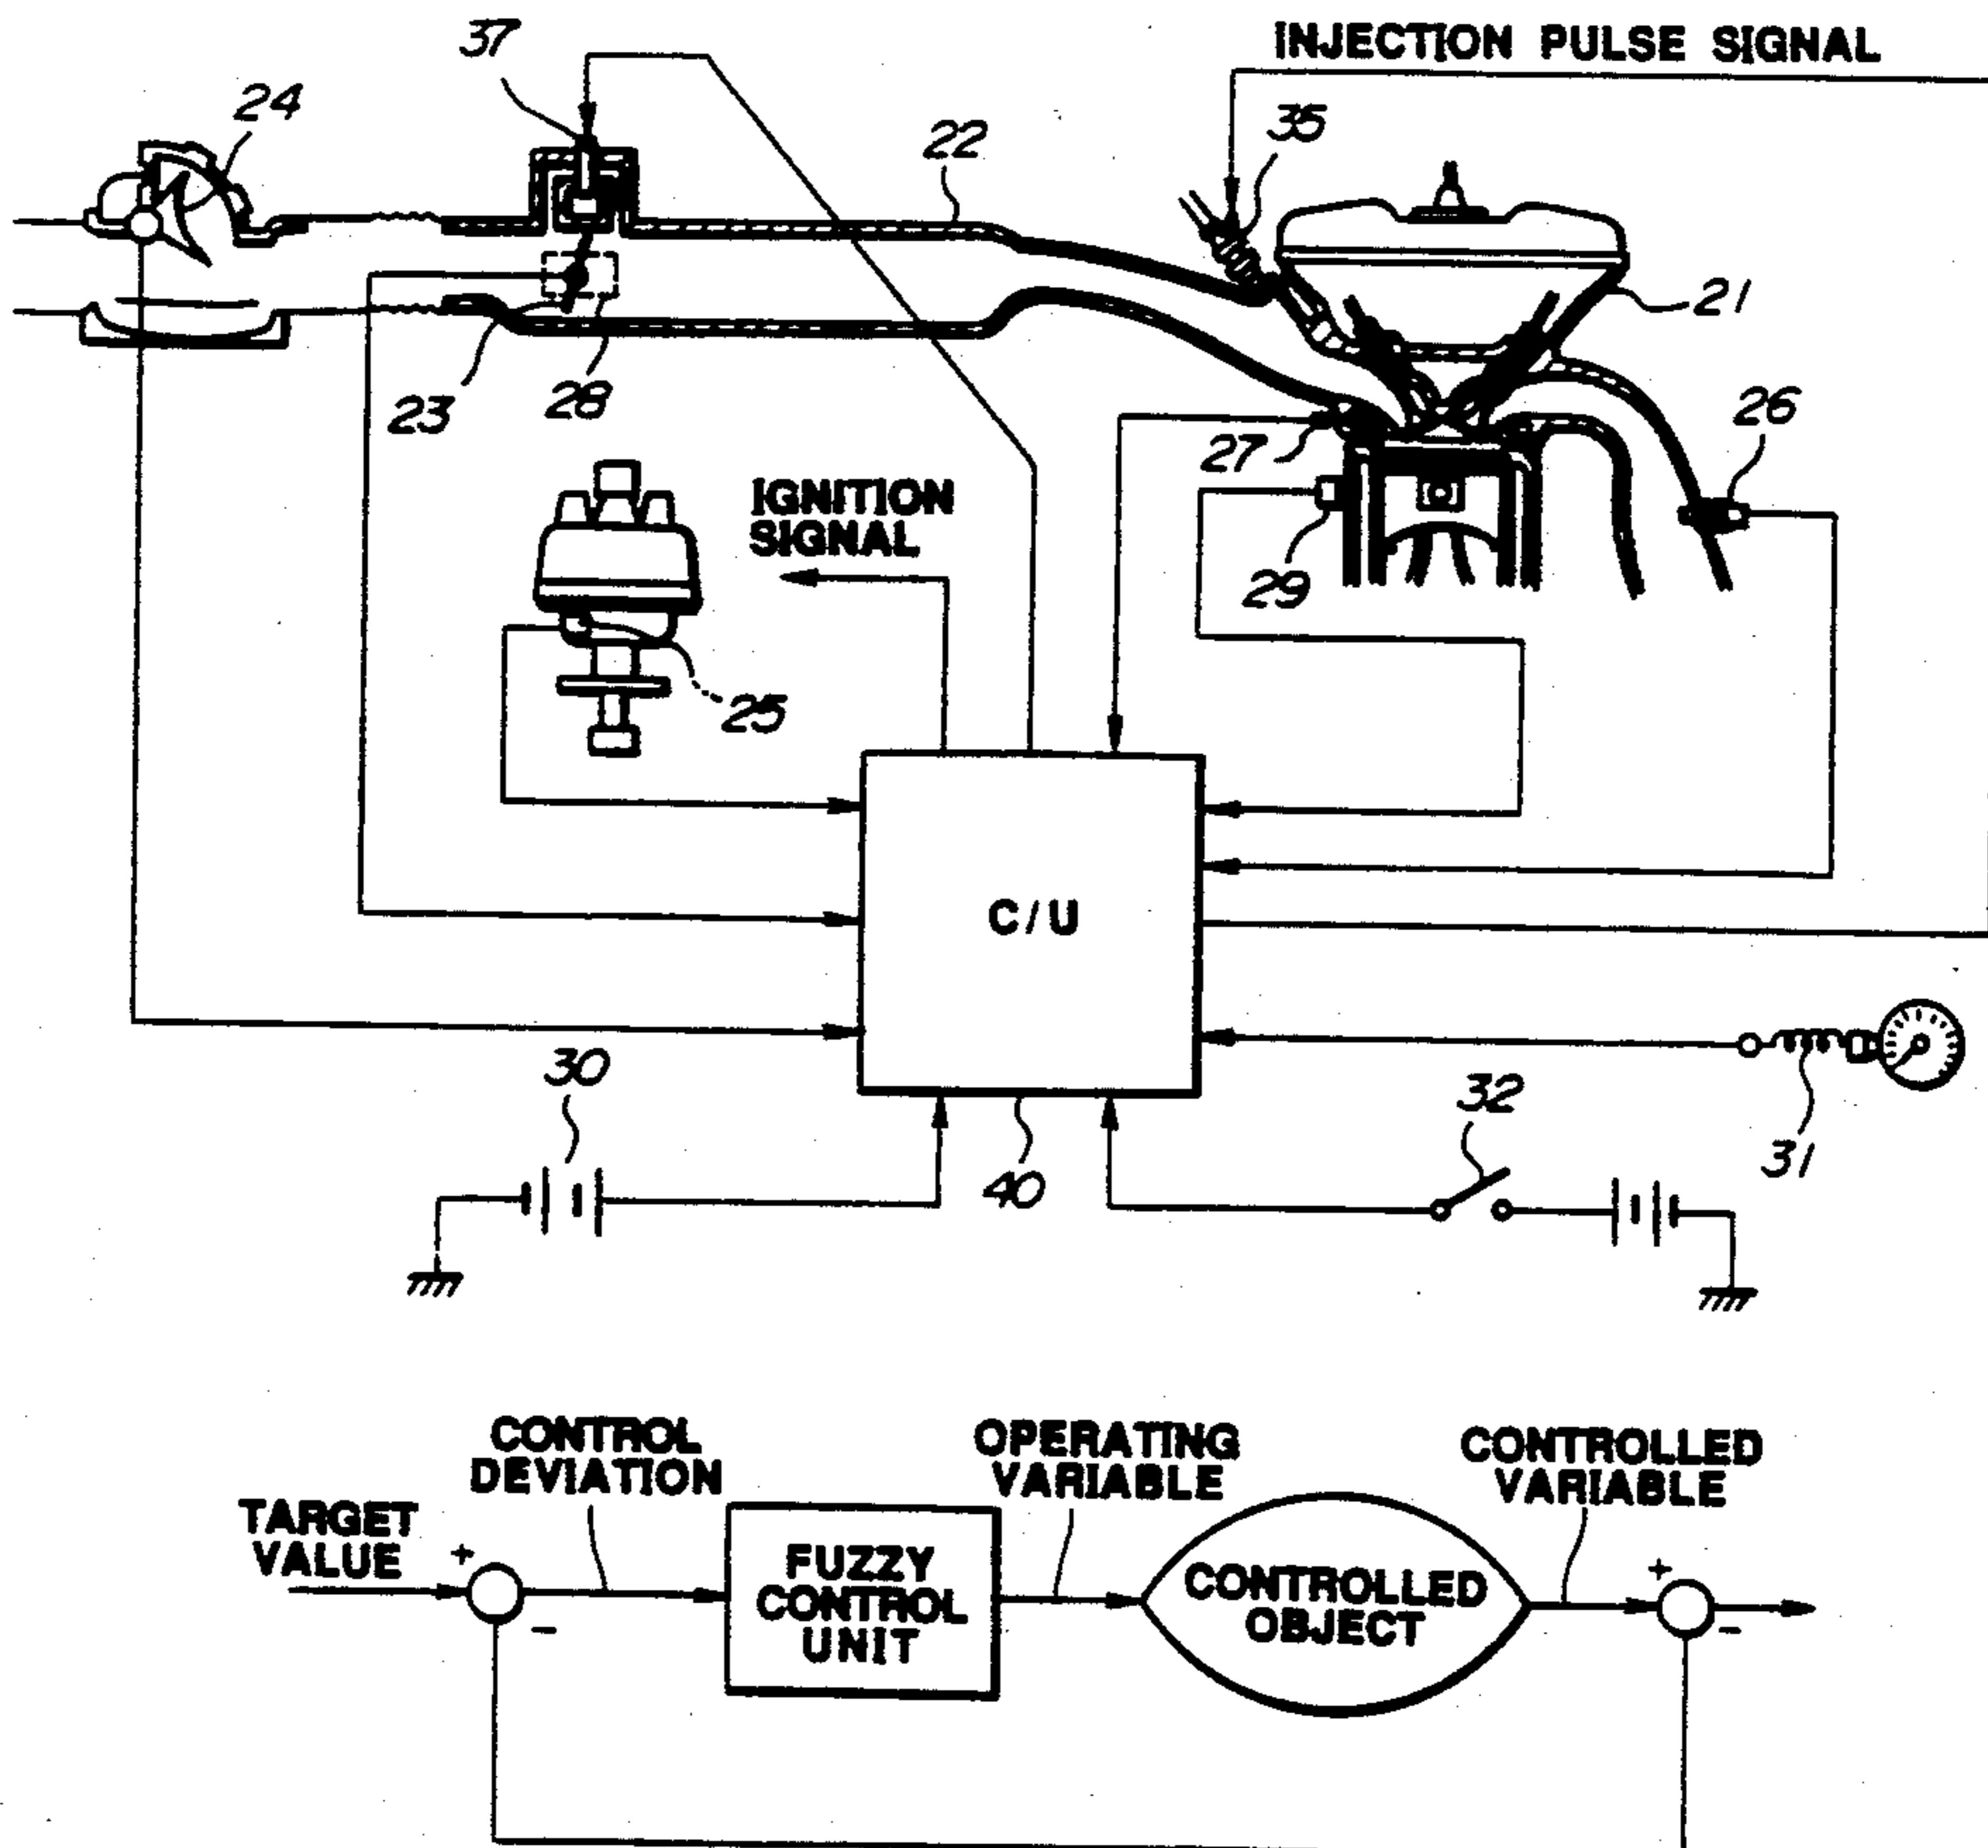 37
INJECTION PULSE SIGNAL
24
22
35
21
23
28
26
27
IGNITION
SIGNAL
29
25
C/U
30
32
31
40
CONTROL
DEVIATION
OPERATING
VARIABLE
CONTROLLED
VARIABLE
TARGET
VALUE
+
-
FUZZY
CONTROL
UNIT
CONTROLLED
OBJECT
+
-